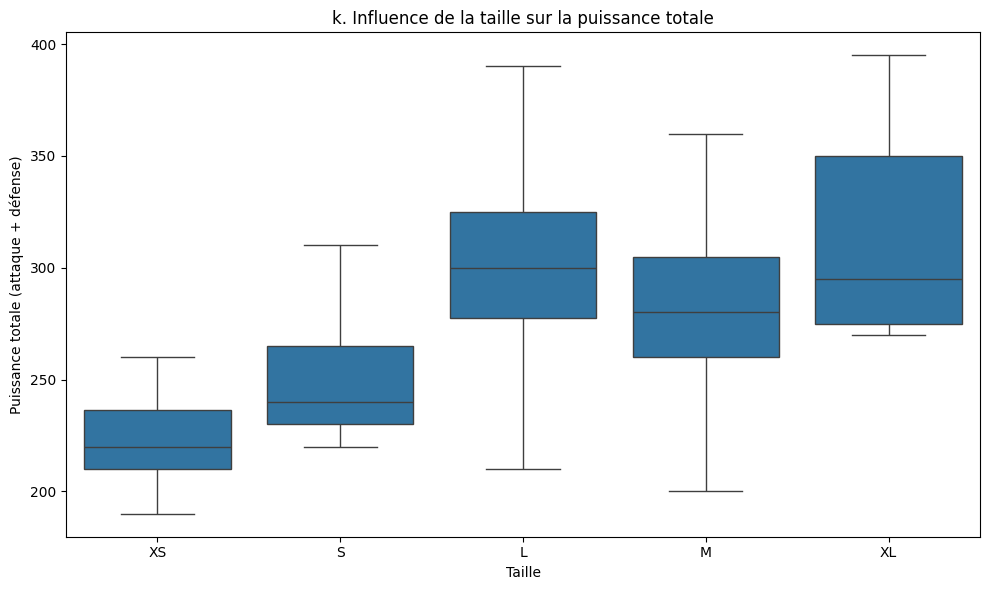 k. Influence de la taille sur la puissance totale
Puissance totale (attaque + défense)
400
350
300
250
200
XS S L M XL
Taille